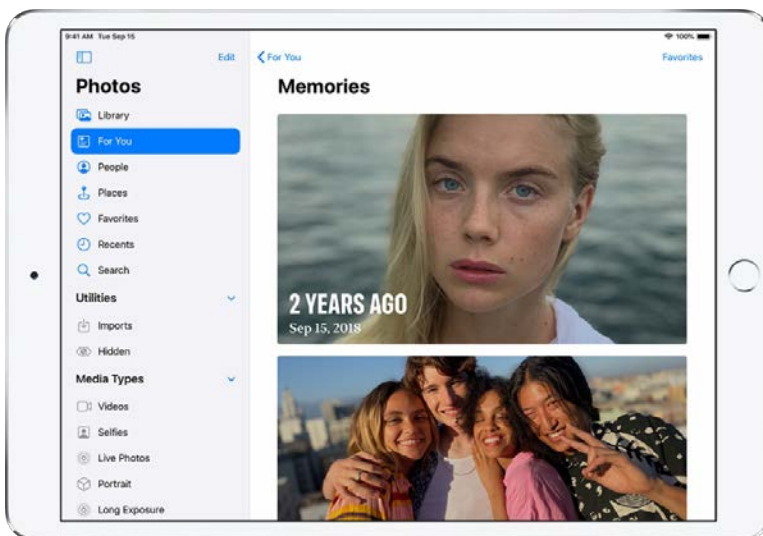 9:41 AM Tue Sep 15
100%
Edit
For You
Favorites
Photos
Memories
Library
For You
People
Places
Favorites
Recents
Search
Utilities
Imports
Hidden
Media Types
Videos
Selfies
Live Photos
Portrait
Long Exposure
2 YEARS AGO
Sep 15, 2018